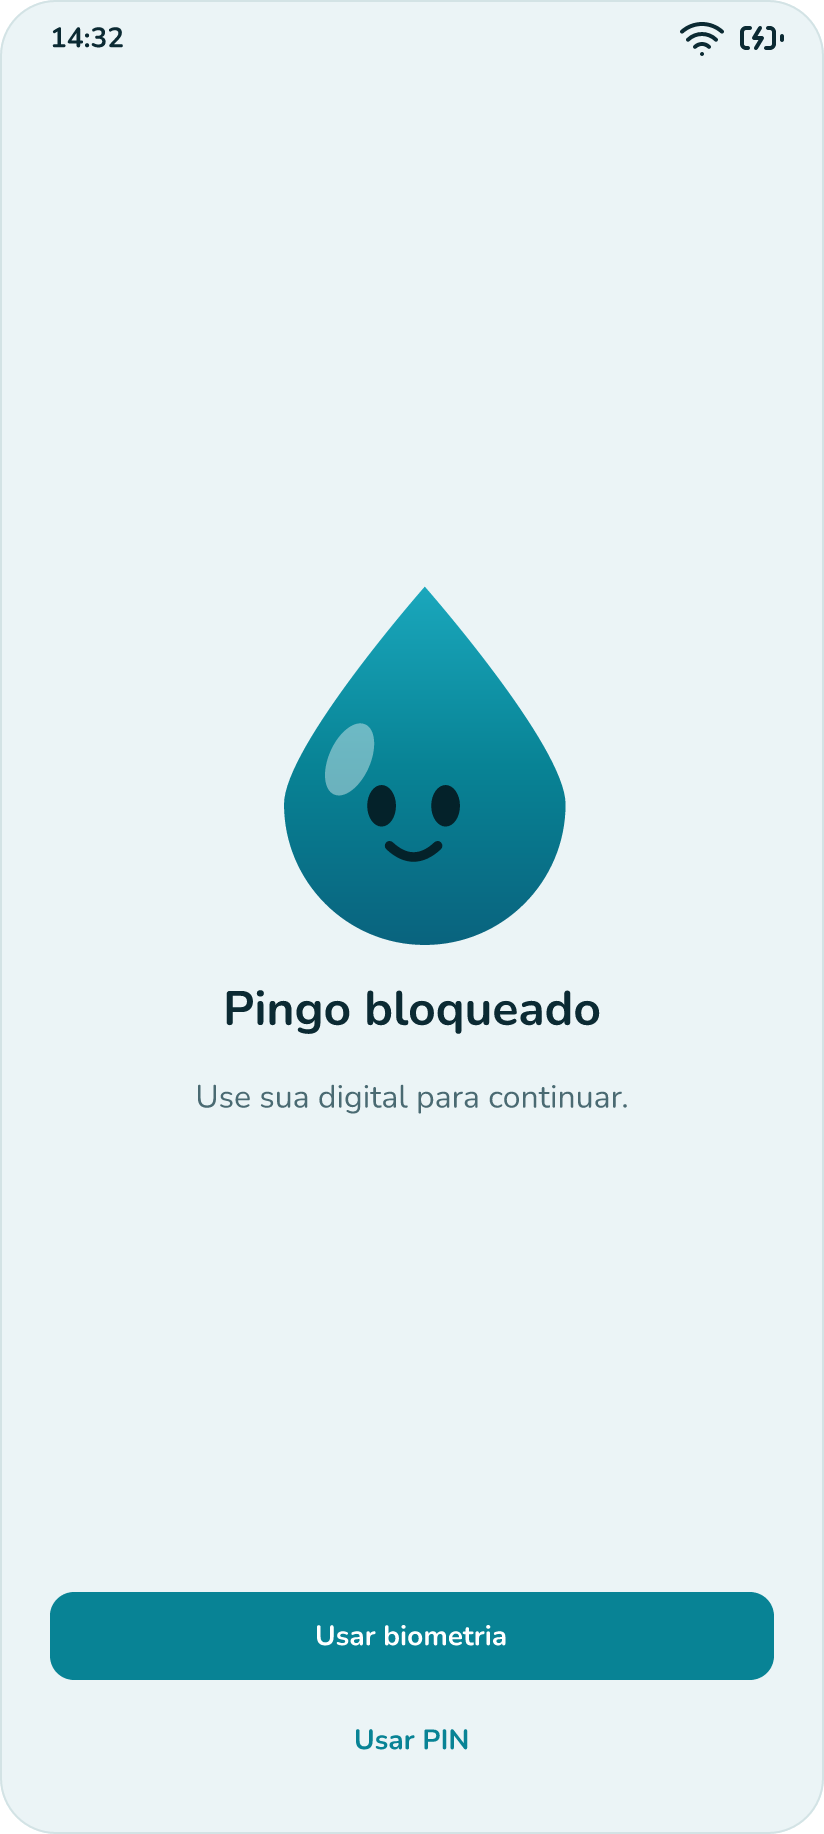 14:32
Pingo bloqueado
Use sua digital para continuar.
Usar biometria
Usar PIN